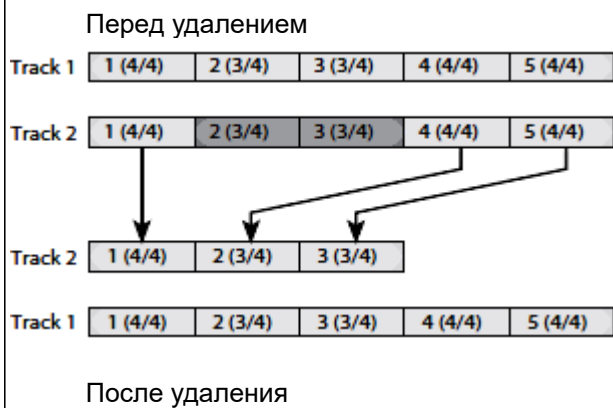 Перед удалением
Track 1 1 (4/4) 2 (3/4) 3 (3/4) 4 (4/4) 5 (4/4)
Track 2 1 (4/4) 2 (3/4) 3 (3/4) 4 (4/4) 5 (4/4)
Track 2 1 (4/4) 2 (3/4) 3 (3/4)
Track 1 1 (4/4) 2 (3/4) 3 (3/4) 4 (4/4) 5 (4/4)
После удаления